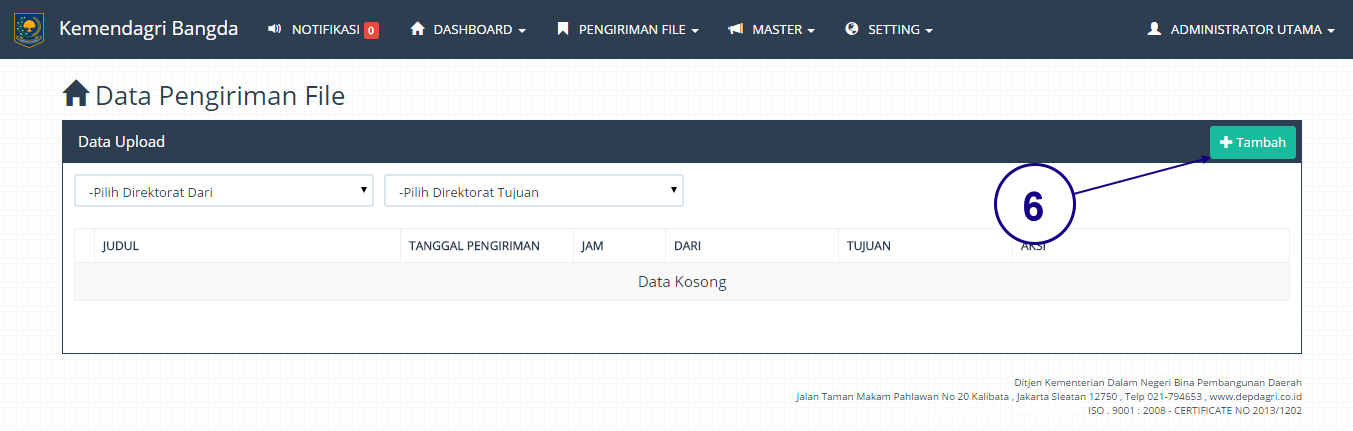 Kemendagri Bangda NOTIFIKASI 0 DASHBOARD PENGIRIMAN FILE MASTER SETTING ADMINISTRATOR UTAMA
Data Pengiriman File
Data Upload Tambah
-Pilih Direktorat Dari -Pilih Direktorat Tujuan
6
JUDUL TANGGAL PENGIRIMAN JAM DARI TUJUAN AKSI
Data Kosong
Ditjen Kementerian Dalam Negeri Bina Pembangunan Daerah
Jalan Taman Makam Pahlawan No 20 Kalibata , Jakarta Sleatan 12750 , Telp 021-794653 , www.depdagri.co.id
ISO . 9001 : 2008 - CERTIFICATE NO 2013/1202